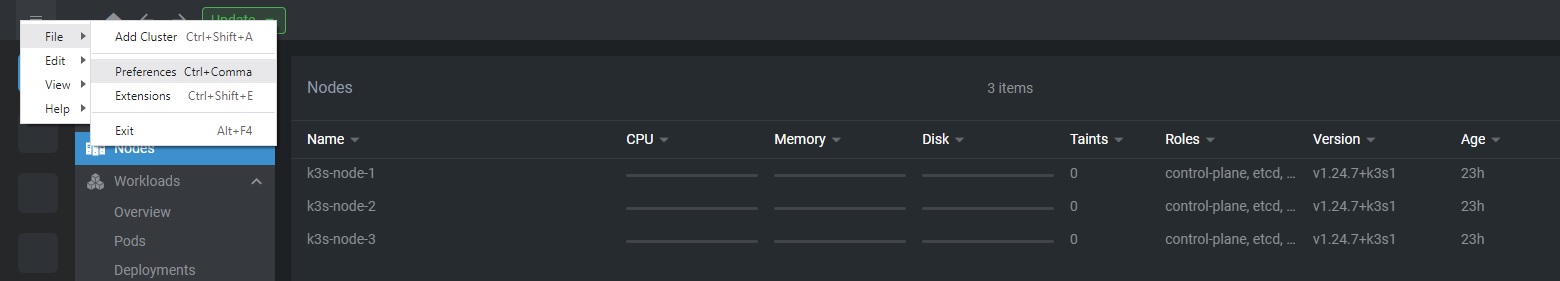 Update
File
Add Cluster Ctrl+Shift+A
Edit
Preferences Ctrl+Comma
View
Extensions Ctrl+Shift+E
Help
Exit Alt+F4
Nodes
3 items
Name CPU Memory Disk Taints Roles Version Age
Nodes
k3s-node-1 0 control-plane, etcd, ... v1.24.7+k3s1 23h
Workloads
k3s-node-2 0 control-plane, etcd, ... v1.24.7+k3s1 23h
Overview
k3s-node-3 0 control-plane, etcd, ... v1.24.7+k3s1 23h
Pods
Deployments